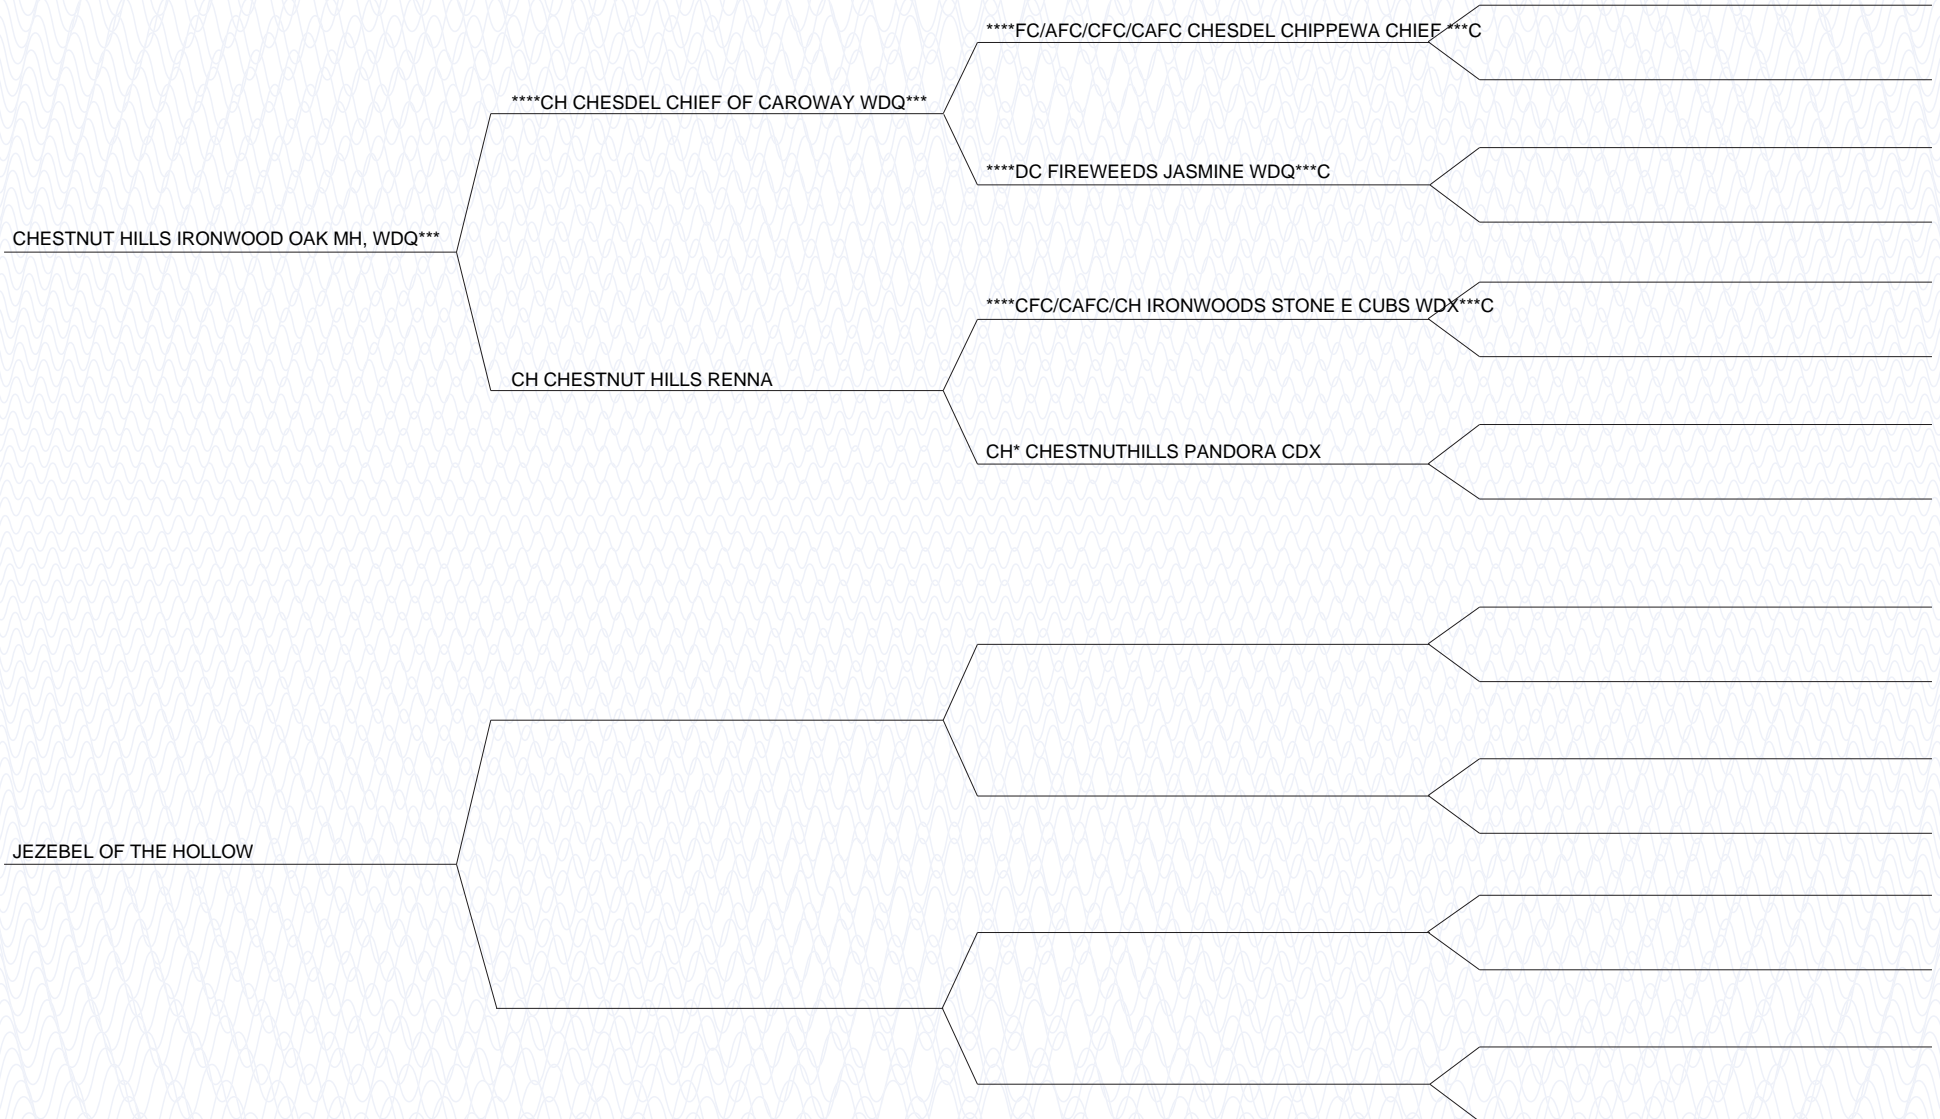 ****FC/AFC/CFC/CAFC CHESDEL CHIPPEWA CHIEF ***C
****CH CHESDEL CHIEF OF CAROWAY WDQ***
****DC FIREWEEDS JASMINE WDQ***C
CHESTNUT HILLS IRONWOOD OAK MH, WDQ***
****CFC/CAFC/CH IRONWOODS STONE E CUBS WDX***C
CH CHESTNUT HILLS RENNA
CH* CHESTNUTHILLS PANDORA CDX
JEZEBEL OF THE HOLLOW